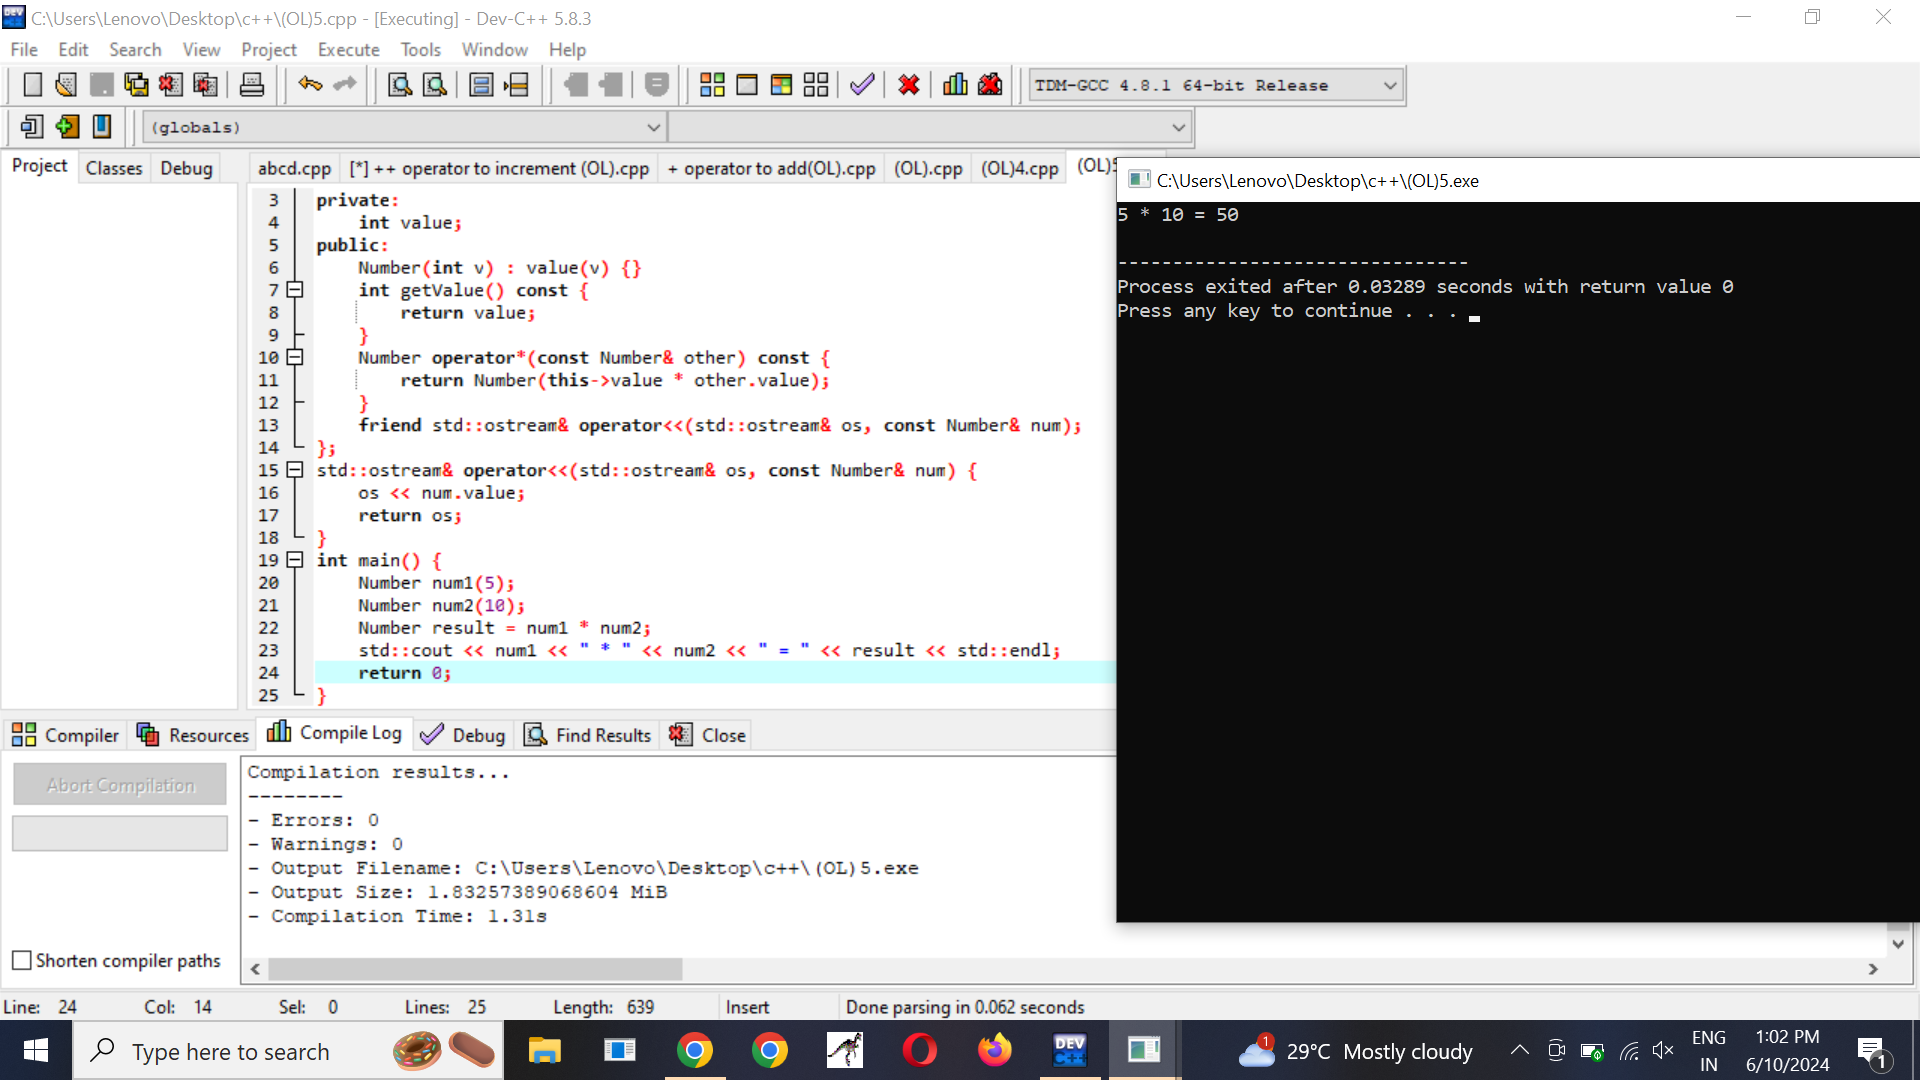 C:\Users\Lenovo\Desktop\c++\(OL)5.cpp - [Executing] - Dev-C++ 5.8.3
File Edit Search View Project Execute Tools Window Help
TDM-GCC 4.8.1 64-bit Release
(globals)
Project Classes Debug
abcd.cpp [*] ++ operator to increment (OL).cpp + operator to add(OL).cpp (OL).cpp (OL)4.cpp (OL)5
3 private:
4 int value;
5 public:
6 Number(int v) : value(v) {}
7 int getValue() const {
8 return value;
9 }
10 Number operator*(const Number& other) const {
11 return Number(this->value * other.value);
12 }
13 friend std::ostream& operator<<(std::ostream& os, const Number& num);
14 };
15 std::ostream& operator<<(std::ostream& os, const Number& num) {
16 os << num.value;
17 return os;
18 }
19 int main() {
20 Number num1(5);
21 Number num2(10);
22 Number result = num1 * num2;
23 std::cout << num1 << " * " << num2 << " = " << result << std::endl;
24 return 0;
25 }
C:\Users\Lenovo\Desktop\c++\(OL)5.exe
5 * 10 = 50
--------------------------------
Process exited after 0.03289 seconds with return value 0
Press any key to continue . . .
Compiler Resources Compile Log Debug Find Results Close
Abort Compilation
Shorten compiler paths
Compilation results...
--------
- Errors: 0
- Warnings: 0
- Output Filename: C:\Users\Lenovo\Desktop\c++\(OL)5.exe
- Output Size: 1.83257389068604 MiB
- Compilation Time: 1.31s
Line: 24 Col: 14 Sel: 0 Lines: 25 Length: 639 Insert Done parsing in 0.062 seconds
Type here to search
DEV C++
1
29°C Mostly cloudy
ENG
IN
1:02 PM
6/10/2024
1